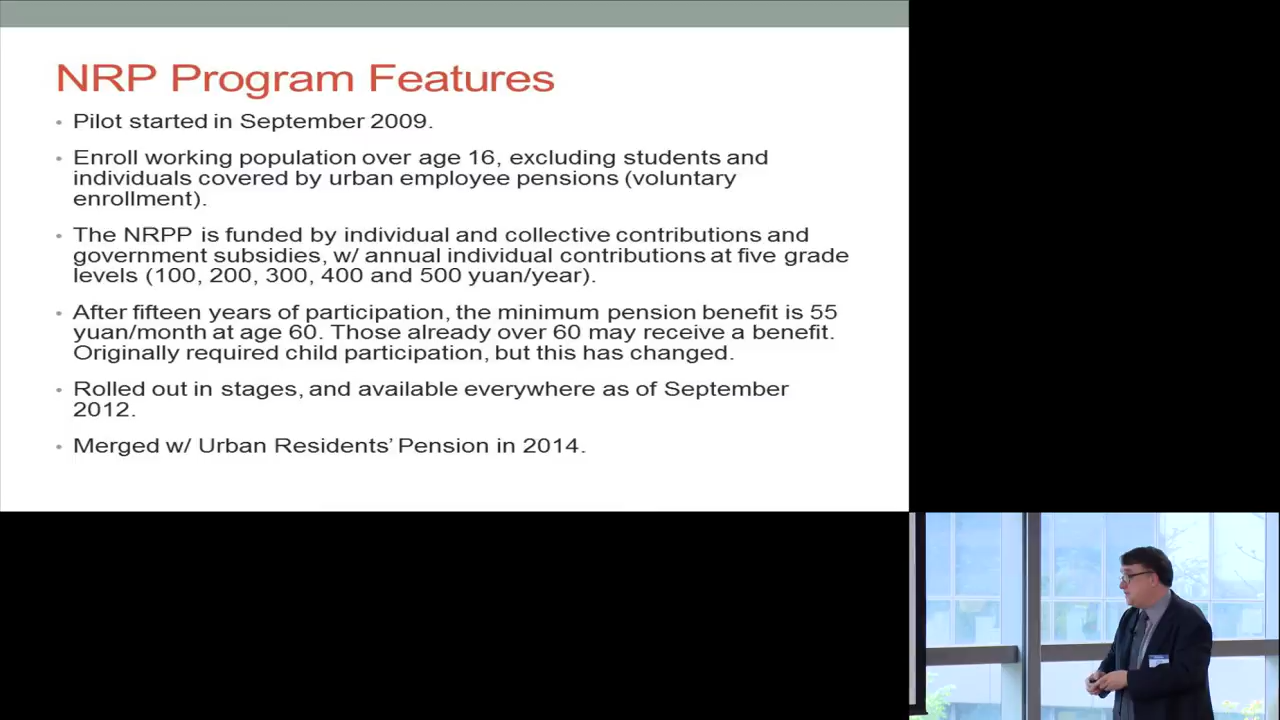 NRP Program Features
• Pilot started in September 2009.
• Enroll working population over age 16, excluding students and
individuals covered by urban employee pensions (voluntary
enrollment).
• The NRPP is funded by individual and collective contributions and
government subsidies, w/ annual individual contributions at five grade
levels (100, 200, 300, 400 and 500 yuan/year).
• After fifteen years of participation, the minimum pension benefit is 55
yuan/month at age 60. Those already over 60 may receive a benefit.
Originally required child participation, but this has changed.
• Rolled out in stages, and available everywhere as of September
2012.
• Merged w/ Urban Residents’ Pension in 2014.